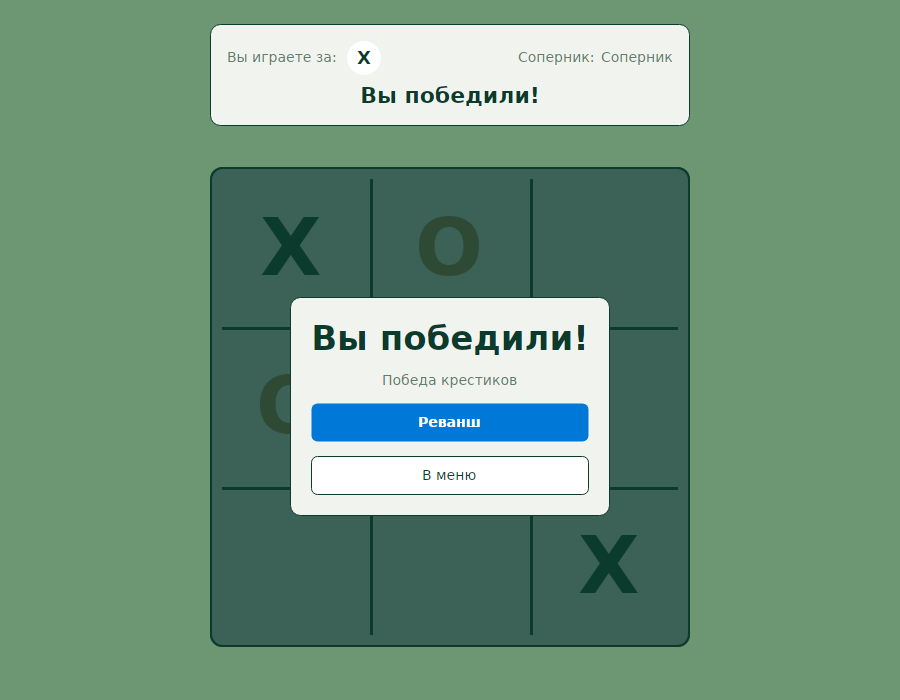 Вы играете за: X
Соперник: Соперник
Вы победили!
X O
Вы победили!
Победа крестиков
Реванш
В меню
X